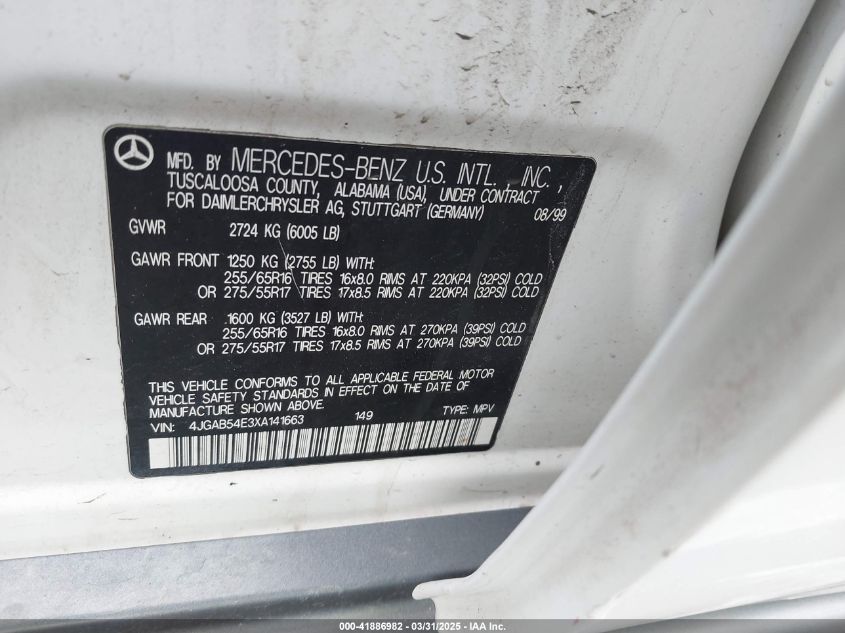 MFD. BY MERCEDES-BENZ U.S. INTL., INC.,
TUSCALOOSA COUNTY, ALABAMA (USA), UNDER CONTRACT
FOR DAIMLERCHRYSLER AG, STUTTGART (GERMANY) 08/99
GVWR 2724 KG (6005 LB)
GAWR FRONT 1250 KG (2755 LB) WITH:
255/65R16 TIRES 16x8.0 RIMS AT 220KPA (32PSI) COLD
OR 275/55R17 TIRES 17x8.5 RIMS AT 220KPA (32PSI) COLD
GAWR REAR 1600 KG (3527 LB) WITH:
255/65R16 TIRES 16x8.0 RIMS AT 270KPA (39PSI) COLD
OR 275/55R17 TIRES 17x8.5 RIMS AT 270KPA (39PSI) COLD
THIS VEHICLE CONFORMS TO ALL APPLICABLE FEDERAL MOTOR
VEHICLE SAFETY STANDARDS IN EFFECT ON THE DATE OF
MANUFACTURE SHOWN ABOVE.
VIN: 4JGAB54E3XA141663 149 TYPE: MPV
000-41886982 - 03/31/2025 - IAA Inc.